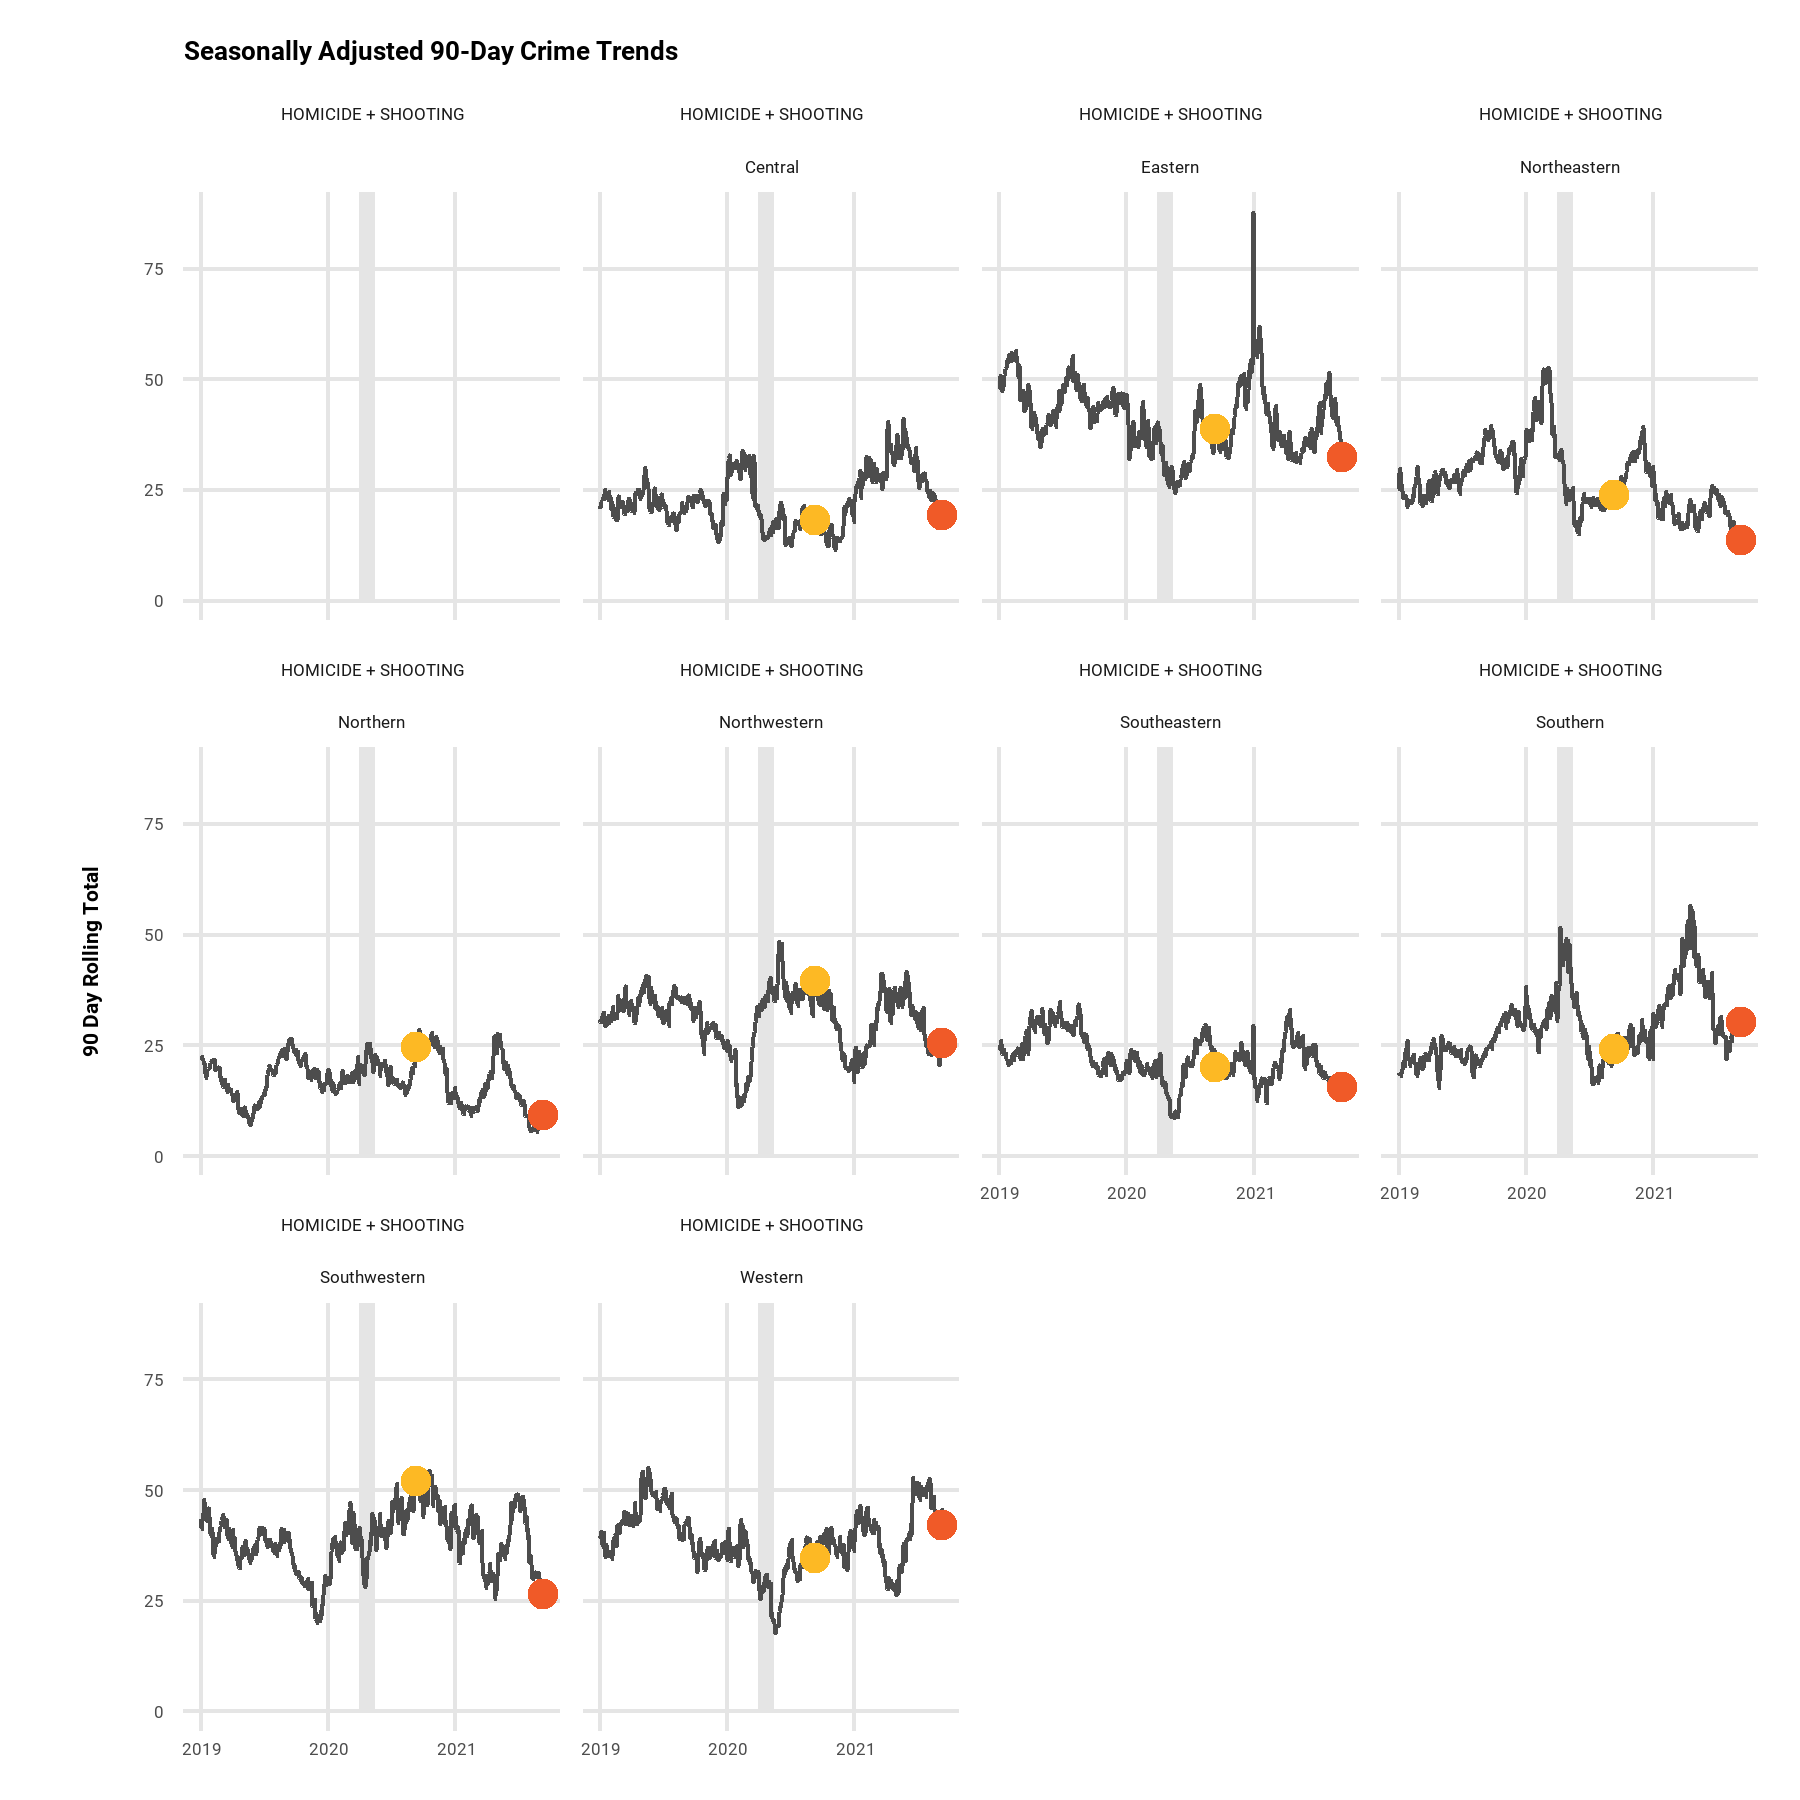 Seasonally Adjusted 90-Day Crime Trends
HOMICIDE + SHOOTING
HOMICIDE + SHOOTING
HOMICIDE + SHOOTING
HOMICIDE + SHOOTING
Central
Eastern
Northeastern
75
50
25
0
HOMICIDE + SHOOTING
HOMICIDE + SHOOTING
HOMICIDE + SHOOTING
HOMICIDE + SHOOTING
Northern
Northwestern
Southeastern
Southern
90 Day Rolling Total
75
50
25
0
2019
2020
2021
2019
2020
2021
HOMICIDE + SHOOTING
HOMICIDE + SHOOTING
Southwestern
Western
75
50
25
0
2019
2020
2021
2019
2020
2021